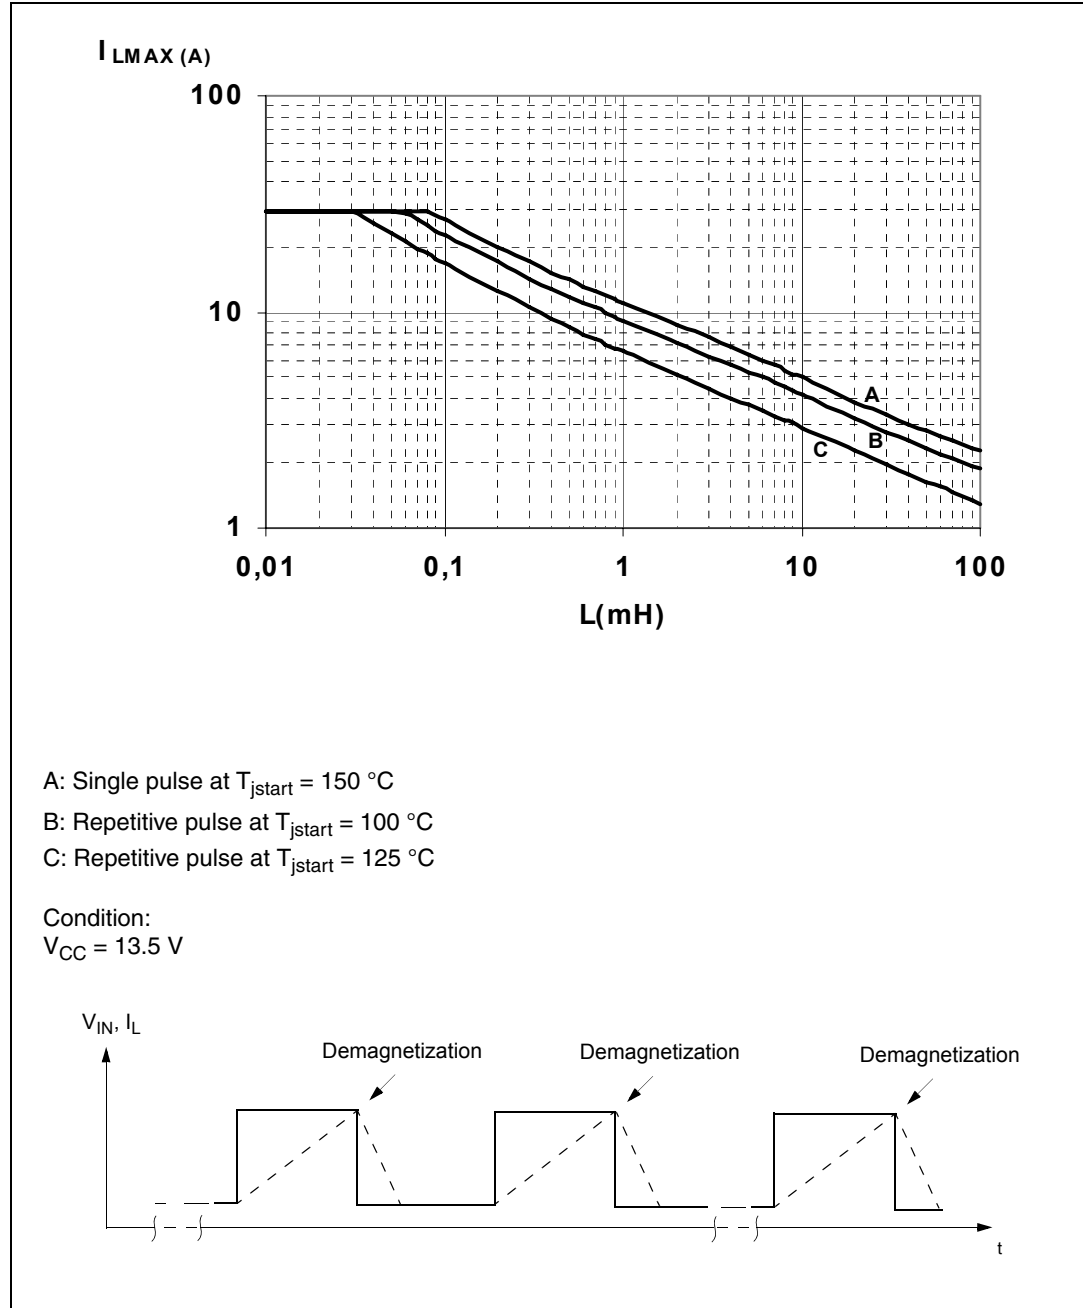 I LMAX (A)
100
10
1
A
B
C
0,01 0,1 1 10 100
L(mH)
A: Single pulse at Tjstart = 150 °C
B: Repetitive pulse at Tjstart = 100 °C
C: Repetitive pulse at Tjstart = 125 °C
Condition:
VCC = 13.5 V
VIN, IL
Demagnetization Demagnetization Demagnetization
t